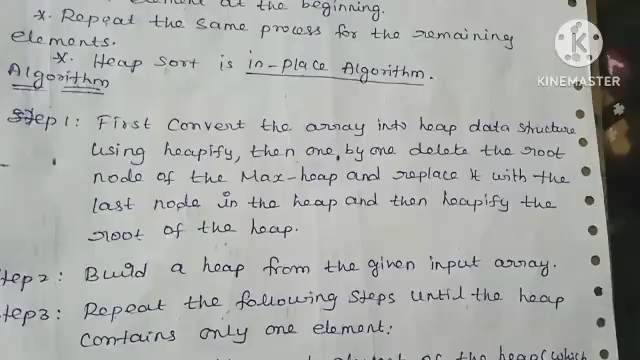 element at the beginning.
*. Repeat the same process for the remaining
elements.
*. Heap sort is in-place Algorithm.
Algorithm
Step 1: First convert the array into heap data structure
using heapify, then one by one delete the root
node of the Max-heap and replace it with the
last node in the heap and then heapify the
root of the heap.
Step 2: Build a heap from the given input array.
Step 3: Repeat the following steps until the heap
contains only one element:
of the heap (which
KINEMASTER